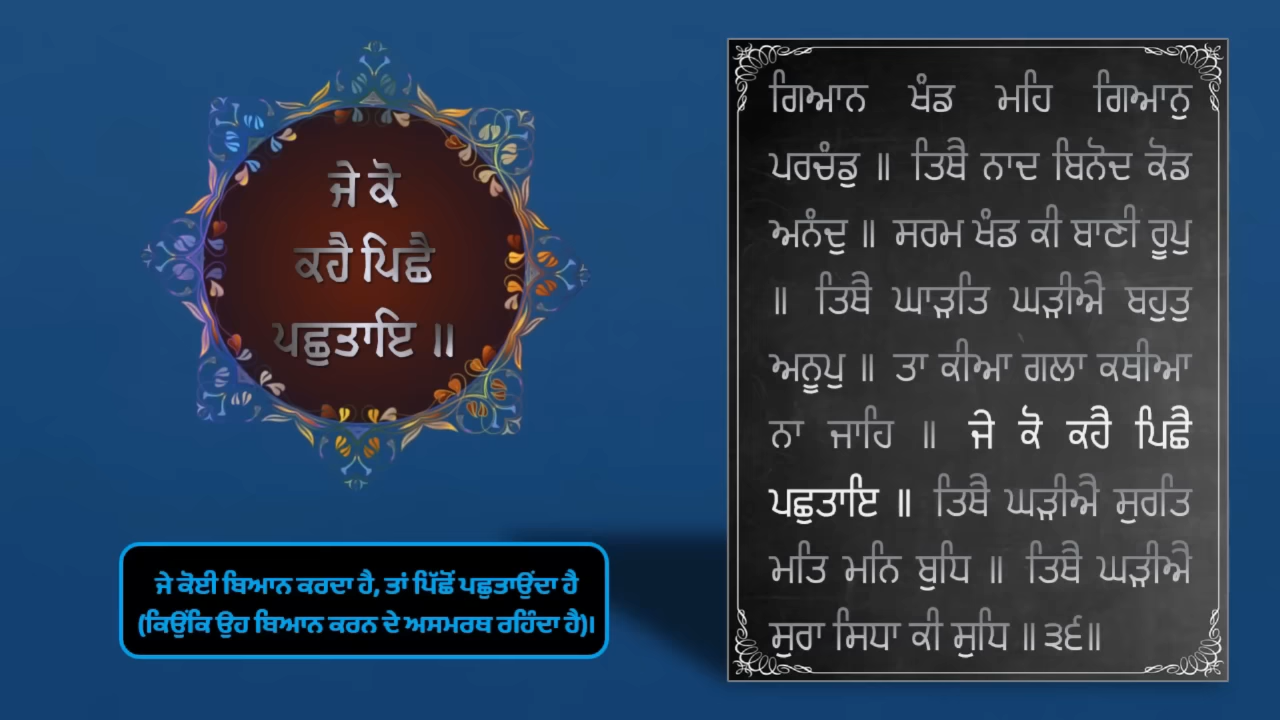 ਜੇ ਕੋ
ਕਹੈ ਪਿਛੈ
ਪਛੁਤਾਇ ॥
ਜੇ ਕੋਈ ਬਿਆਨ ਕਰਦਾ ਹੈ, ਤਾਂ ਪਿੱਛੋਂ ਪਛੁਤਾਉਂਦਾ ਹੈ
(ਕਿਉਂਕਿ ਉਹ ਬਿਆਨ ਕਰਨ ਦੇ ਅਸਮਰਥ ਰਹਿੰਦਾ ਹੈ)।
ਗਿਆਨ ਖੰਡ ਮਹਿ ਗਿਆਨੁ
ਪਰਚੰਡੁ ॥ ਤਿਥੈ ਨਾਦ ਬਿਨੋਦ ਕੋਡ
ਅਨੰਦੁ ॥ ਸਰਮ ਖੰਡ ਕੀ ਬਾਣੀ ਰੂਪੁ
॥ ਤਿਥੈ ਘਾੜਤਿ ਘੜੀਐ ਬਹੁਤੁ
ਅਨੂਪੁ ॥ ਤਾ ਕੀਆ ਗਲਾ ਕਥੀਆ
ਨਾ ਜਾਹਿ ॥ ਜੇ ਕੋ ਕਹੈ ਪਿਛੈ
ਪਛੁਤਾਇ ॥ ਤਿਥੈ ਘੜੀਐ ਸੁਰਤਿ
ਮਤਿ ਮਨਿ ਬੁਧਿ ॥ ਤਿਥੈ ਘੜੀਐ
ਸੁਰਾ ਸਿਧਾ ਕੀ ਸੁਧਿ ॥੩੬॥